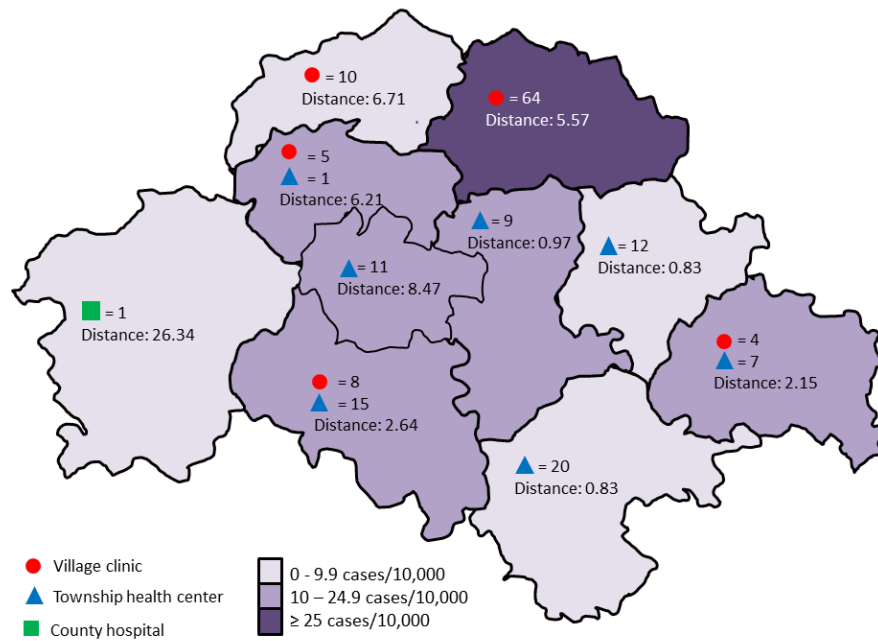 = 10
Distance: 6.71
= 64
Distance: 5.57
= 5
= 1
Distance: 6.21
= 9
Distance: 0.97
= 12
Distance: 0.83
= 11
Distance: 8.47
= 1
Distance: 26.34
= 4
= 7
Distance: 2.15
= 8
= 15
Distance: 2.64
= 20
Distance: 0.83
Village clinic
Township health center
County hospital
0 - 9.9 cases/10,000
10 – 24.9 cases/10,000
≥ 25 cases/10,000